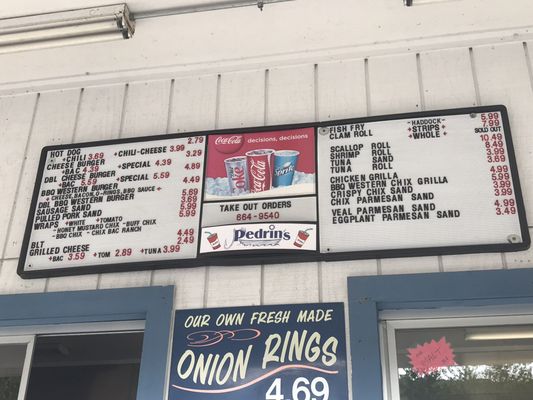 HOT DOG 2.79
+CHILI 3.69 +CHILI-CHEESE 3.99
CHEESE BURGER 3.29
+BAC 4.39 +SPECIAL 4.39
DBL CHEESE BURGER 4.89
+BAC 5.59 +SPECIAL 5.59
BBQ WESTERN BURGER 4.59
+CHEESE, BACON, O-RINGS, BBQ SAUCE+
DBL BBQ WESTERN BURGER 5.69
SAUSAGE SAND 5.99
PULLED PORK SAND 5.99
WRAPS +WHITE +TOMATO
-HONEY MUSTARD CHIX -BUFF CHIX
-BBQ CHIX -CHIX BAC RANCH
BLT 4.49
GRILLED CHEESE 2.49
+BAC 3.59 +TOM 2.89 +TUNA 3.99
Coca-Cola decisions, decisions.
Coca-Cola
TAKE OUT ORDERS
664-9540
Pedrin's
FISH FRY -HADDOCK 5.99
CLAM ROLL +STRIPS+ 7.99
+WHOLE+ SOLD OUT
SCALLOP ROLL 10.49
SHRIMP ROLL 6.49
TUNA ROLL 3.99
TUNA SAND 3.69
CHICKEN GRILLA 4.99
BBQ WESTERN CHIX GRILLA
CRISPY CHIX SAND 3.99
CHIX PARMESAN SAND
VEAL PARMESAN SAND 4.99
EGGPLANT PARMESAN SAND 3.49
OUR OWN FRESH MADE
ONION RINGS
4.69